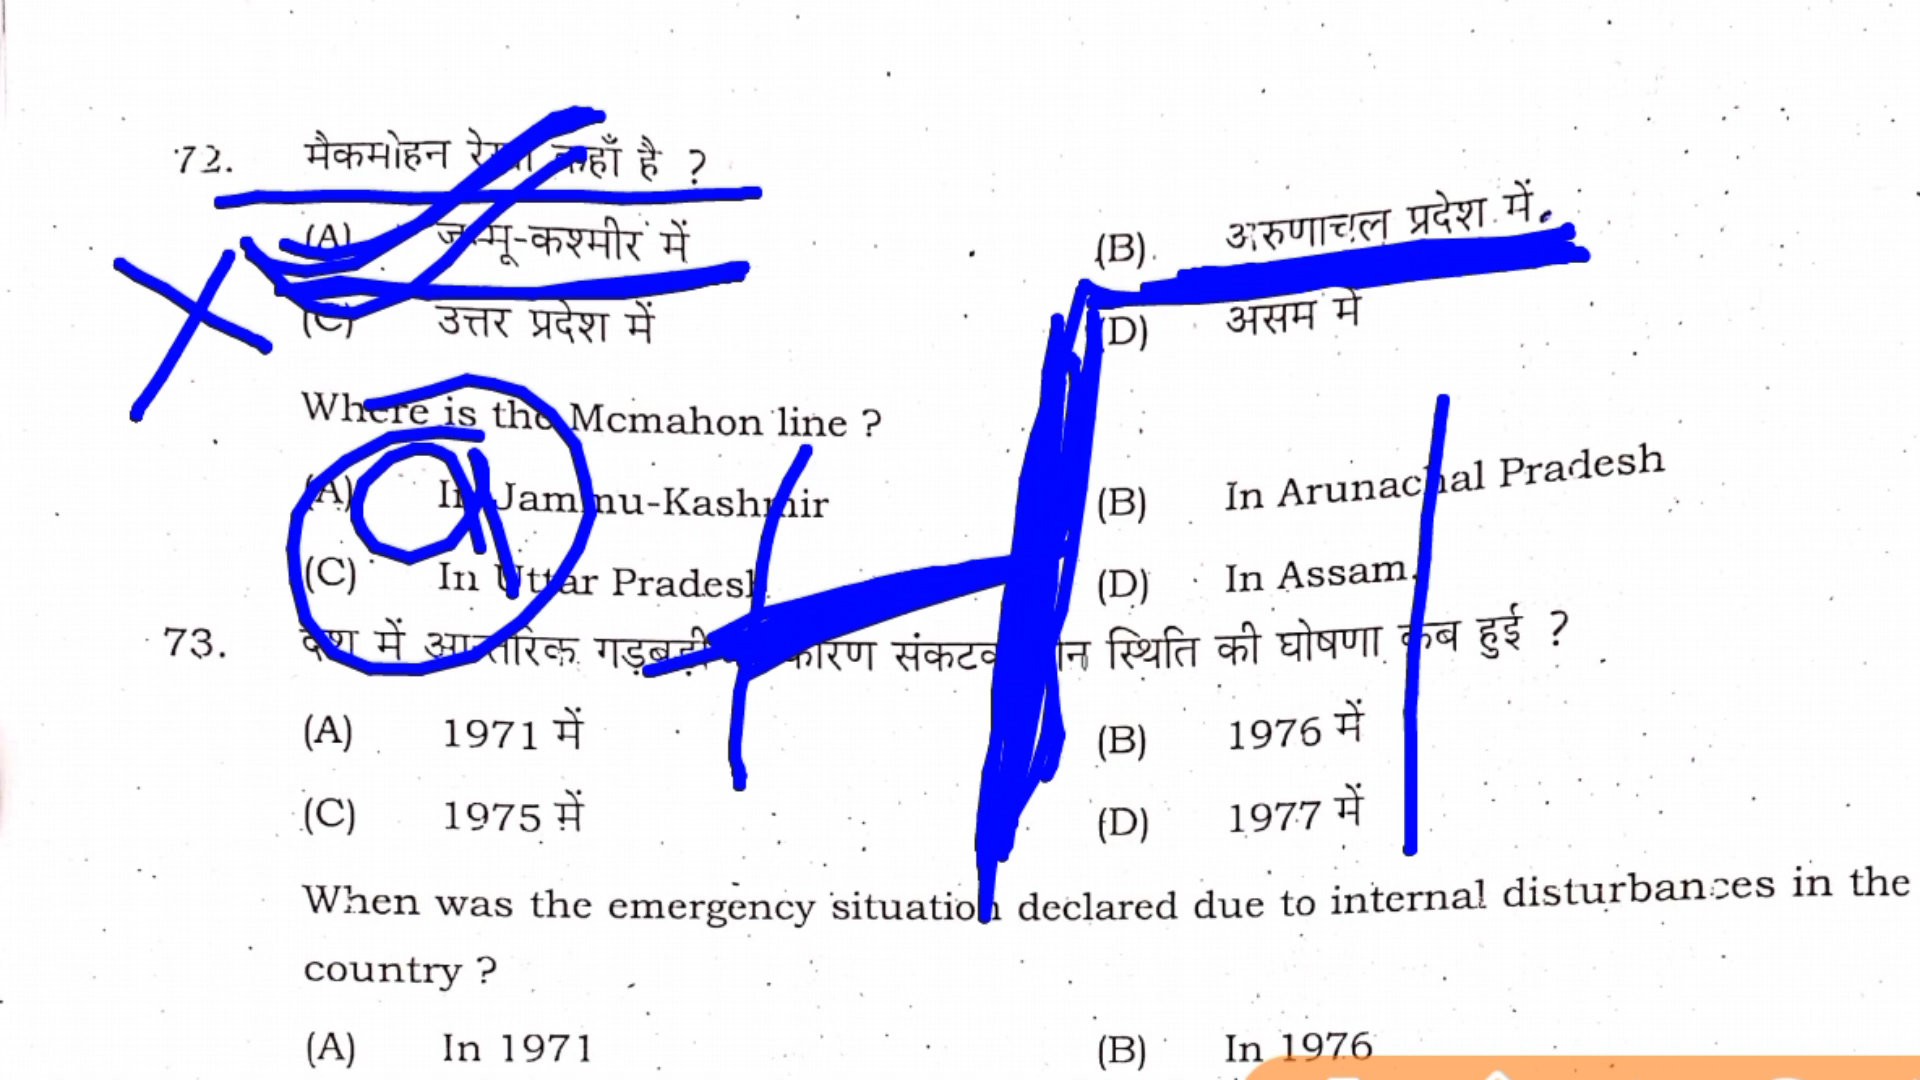 72. मैकमोहन रेखा कहाँ है ?
(A) जम्मू-कश्मीर में (B) अरुणाचल प्रदेश में.
(C) उत्तर प्रदेश में (D) असम में
Where is the Mcmahon line ?
(A) In Jammu-Kashmir (B) In Arunachal Pradesh
(C) In Uttar Pradesh (D) In Assam.
73. देश में आन्तरिक गड़बड़ी कारण स्थिति की घोषणा कब हुई ?
(A) 1971 में (B) 1976 में
(C) 1975 में (D) 1977 में
When was the emergency situation declared due to internal disturbances in the
country ?
(A) In 1971 (B) In 1976